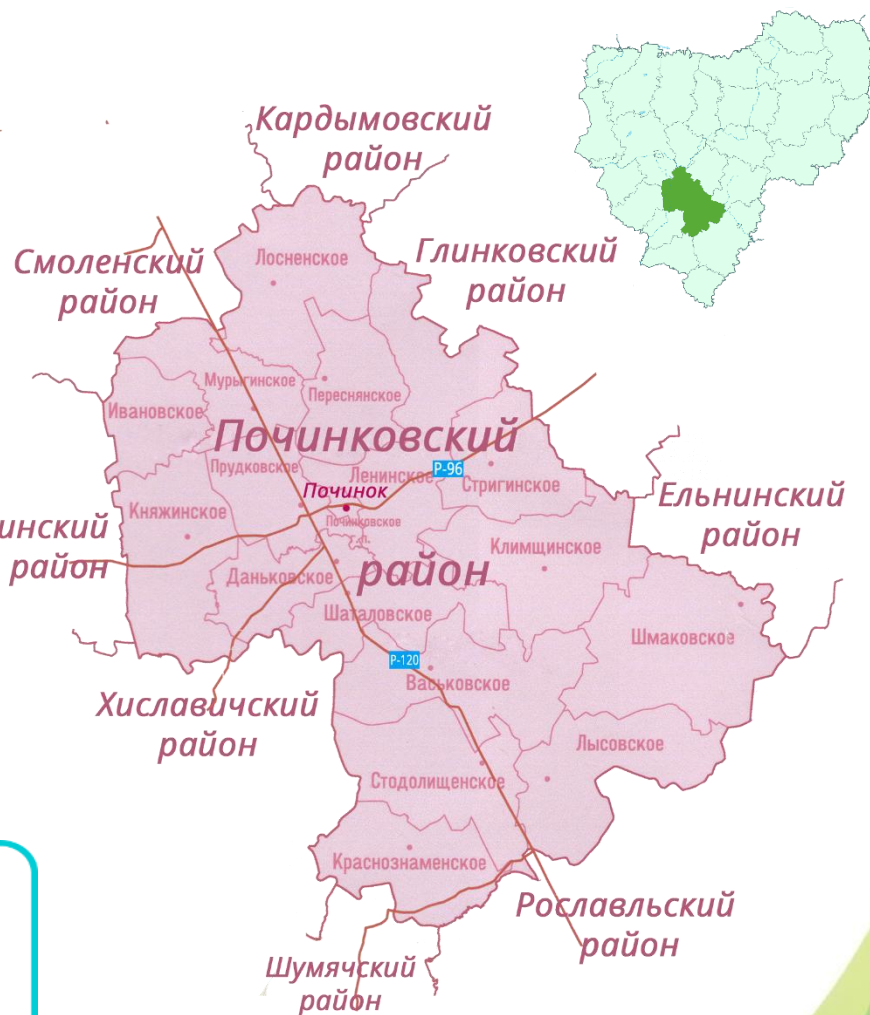 Кардымовский
район
Смоленский
район
Глинковский
район
Лосненское
Мурыгинское
Переснянское
Ивановское
Починковский
Прудковское
Ленинское
Р-96
Стригинское
Починок
Княжинское
Починковское
г.п.
Ельнинский
район
инский
район
Климщинское
район
Даньковское
Шаталовское
Шмаковское
Р-120
Васьковское
Хиславичский
район
Лысовское
Стодолищенское
Краснознаменское
Рославльский
район
Шумячский
район